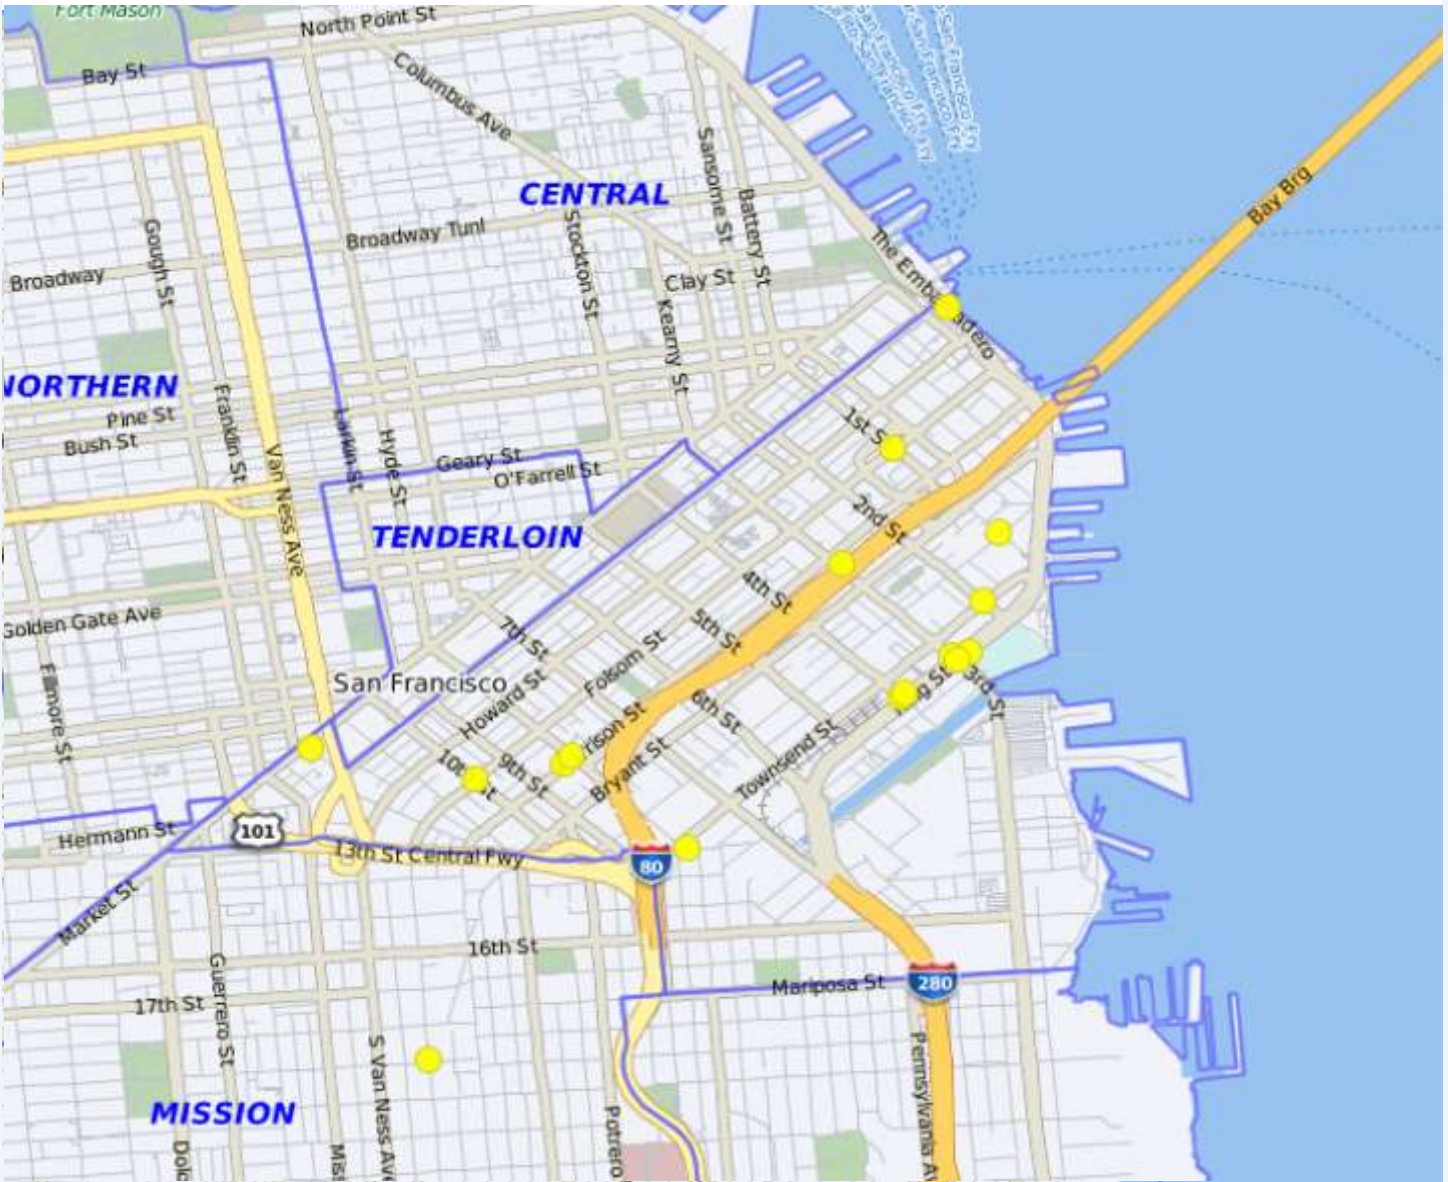 Fort Mason
North Point St
Bay St
Columbus Ave
San Francisco
CENTRAL
Sansome St
Battery St
Stockton St
Gough St
Broadway Tunl
Broadway
Clay St
Kearny St
Bay Brg
NORTHERN
Pine St
Bush St
Franklin St
Larkin St
Hyde St
Van Ness Ave
Geary St
O'Farrell St
1st S
2nd St
TENDERLOIN
4th St
5th St
Golden Gate Ave
7th St
Folsom St
Fillmore St
San Francisco
Howard St
3rd St
6th St
rison St
Townsend St
9th St
Bryant St
Hermann St
101
13th St Central Fwy
80
Market St
16th St
Guerrero St
Mariposa St
280
17th St
S Van Ness Ave
Pennsylvania A
MISSION
Potrero